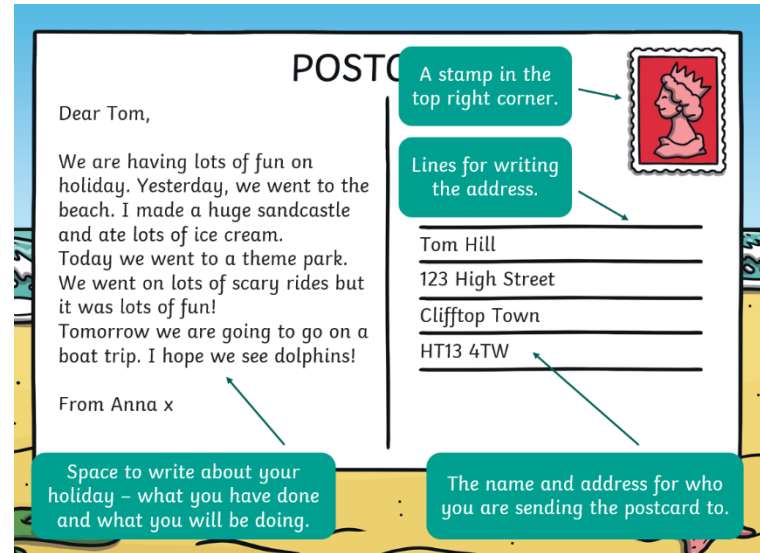 POSTC
Dear Tom,
We are having lots of fun on
holiday. Yesterday, we went to the
beach. I made a huge sandcastle
and ate lots of ice cream.
Today we went to a theme park.
We went on lots of scary rides but
it was lots of fun!
Tomorrow we are going to go on a
boat trip. I hope we see dolphins!
From Anna x
Space to write about your
holiday – what you have done
and what you will be doing.
A stamp in the
top right corner.
Lines for writing
the address.
Tom Hill
123 High Street
Clifftop Town
HT13 4TW
The name and address for who
you are sending the postcard to.